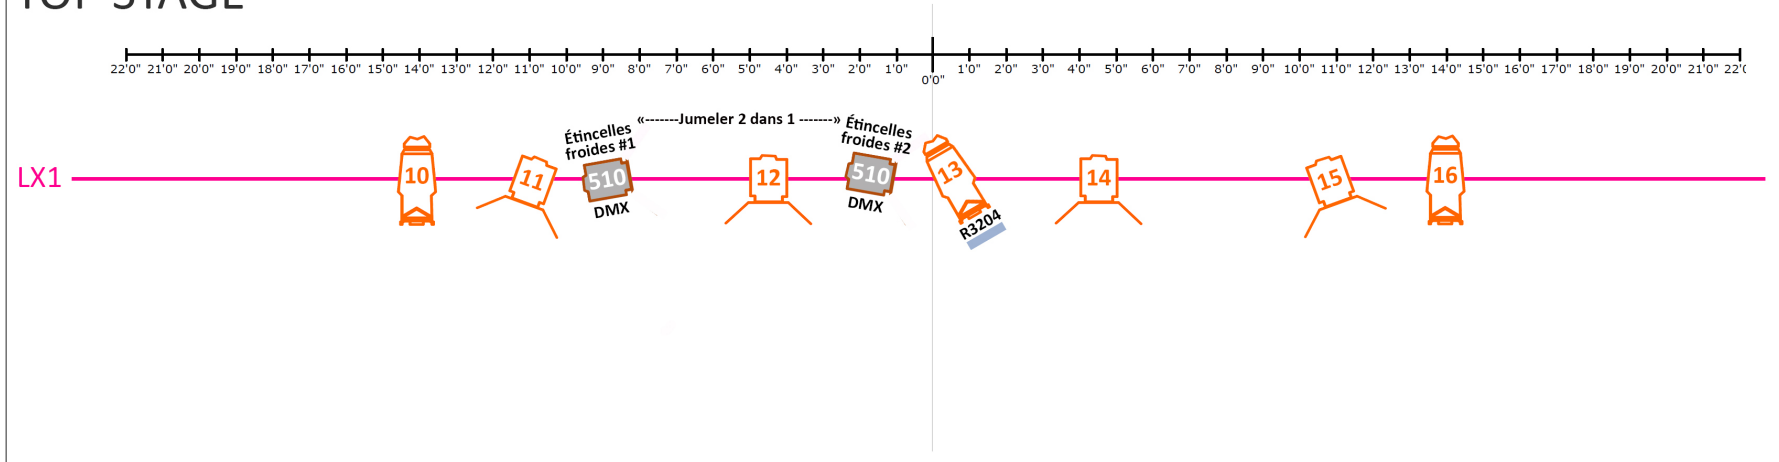 TOP STAGE
22'0" 21'0" 20'0" 19'0" 18'0" 17'0" 16'0" 15'0" 14'0" 13'0" 12'0" 11'0" 10'0" 9'0" 8'0" 7'0" 6'0" 5'0" 4'0" 3'0" 2'0" 1'0" 0'0" 1'0" 2'0" 3'0" 4'0" 5'0" 6'0" 7'0" 8'0" 9'0" 10'0" 11'0" 12'0" 13'0" 14'0" 15'0" 16'0" 17'0" 18'0" 19'0" 20'0" 21'0" 22'0
«-------Jumeler 2 dans 1 -------»
Étincelles
froides #1
Étincelles
froides #2
LX1
10
11
510
12
510
13
14
15
16
DMX
DMX
R3204